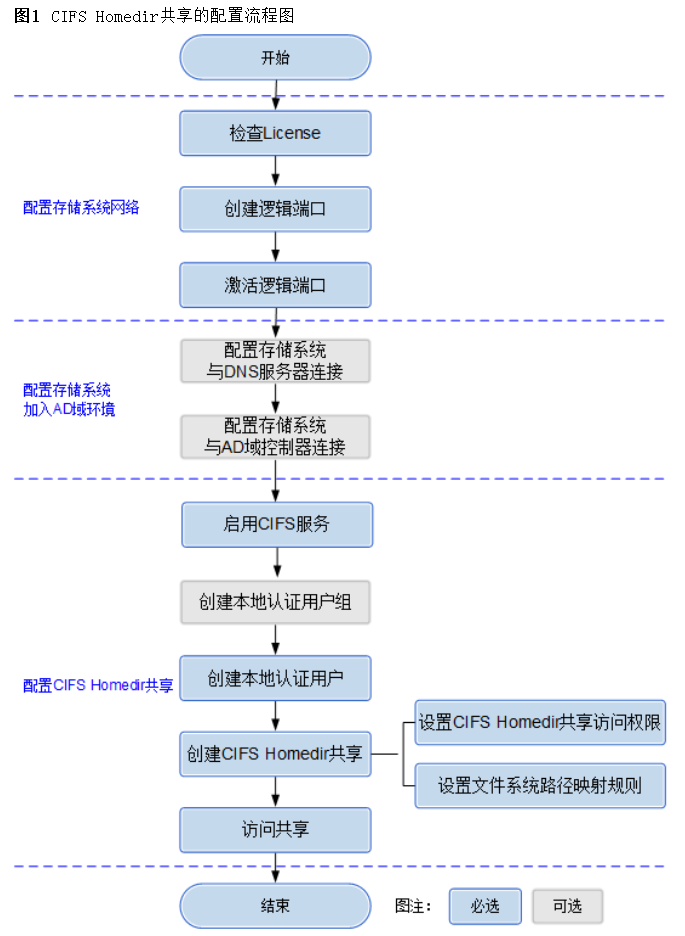 图1 CIFS Homedir共享的配置流程图
开始
检查License
配置存储系统网络
创建逻辑端口
激活逻辑端口
配置存储系统
与DNS服务器连接
配置存储系统
加入AD域环境
配置存储系统
与AD域控制器连接
启用CIFS服务
创建本地认证用户组
配置CIFS Homedir共享
创建本地认证用户
设置CIFS Homedir共享访问权限
创建CIFS Homedir共享
设置文件系统路径映射规则
访问共享
结束
图注：
必选
可选